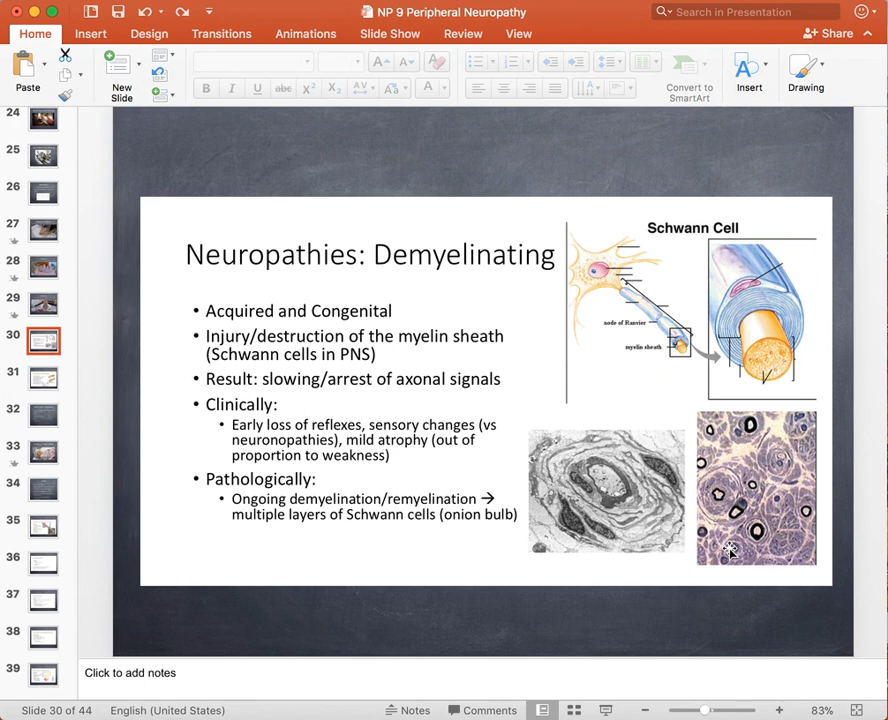 NP 9 Peripheral Neuropathy
Search in Presentation
Home Insert Design Transitions Animations Slide Show Review View
Share
Paste
New
Slide
B I U abc X² X₂ AV Aa A
A A
Convert to
SmartArt
Insert
Drawing
24
25
26
27
28
29
30
31
32
33
34
35
36
37
38
39
Neuropathies: Demyelinating
• Acquired and Congenital
• Injury/destruction of the myelin sheath
(Schwann cells in PNS)
• Result: slowing/arrest of axonal signals
• Clinically:
• Early loss of reflexes, sensory changes (vs
neuronopathies), mild atrophy (out of
proportion to weakness)
• Pathologically:
• Ongoing demyelination/remyelination →
multiple layers of Schwann cells (onion bulb)
Schwann Cell
node of Ranvier
myelin sheath
Click to add notes
Slide 30 of 44 English (United States) Notes Comments 83%